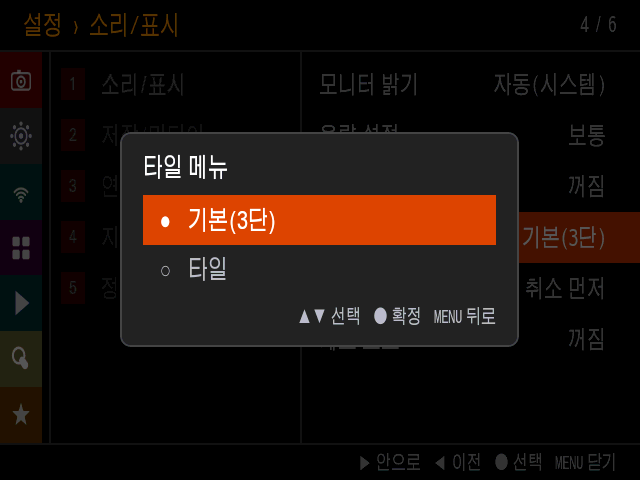 설정 › 소리/표시
4 / 6
1 소리/표시
모니터 밝기 자동(시스템)
2
보통
3
꺼짐
4
기본(3단)
5
취소 먼저
꺼짐
타일 메뉴
● 기본(3단)
○ 타일
▲▼ 선택 ● 확정 MENU 뒤로
▶ 안으로 ◀ 이전 ● 선택 MENU 닫기